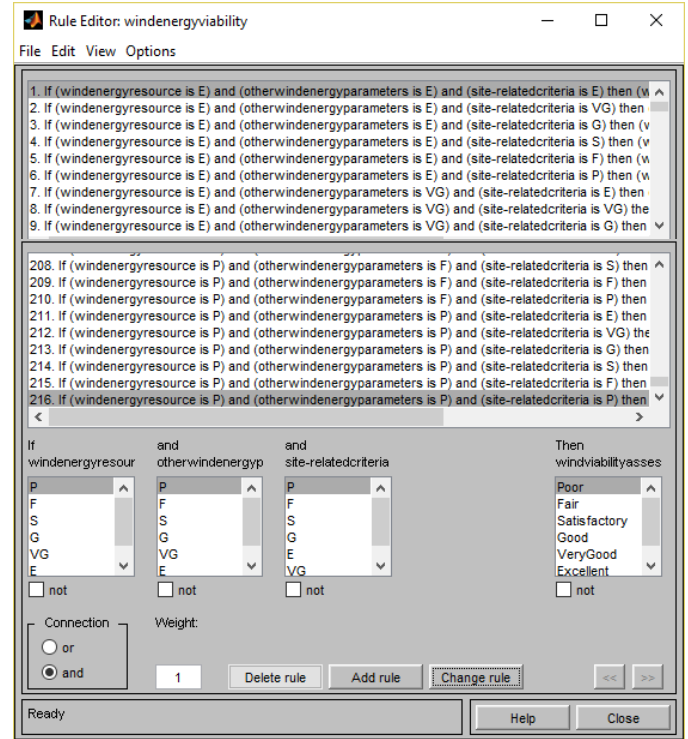 Rule Editor: windenergyviability
File Edit View Options
1. If (windenergyresource is E) and (otherwindenergyparameters is E) and (site-relatedcriteria is E) then (w
2. If (windenergyresource is E) and (otherwindenergyparameters is E) and (site-relatedcriteria is VG) then
3. If (windenergyresource is E) and (otherwindenergyparameters is E) and (site-relatedcriteria is G) then (w
4. If (windenergyresource is E) and (otherwindenergyparameters is E) and (site-relatedcriteria is S) then (w
5. If (windenergyresource is E) and (otherwindenergyparameters is E) and (site-relatedcriteria is F) then (w
6. If (windenergyresource is E) and (otherwindenergyparameters is E) and (site-relatedcriteria is P) then (w
7. If (windenergyresource is E) and (otherwindenergyparameters is VG) and (site-relatedcriteria is E) then
8. If (windenergyresource is E) and (otherwindenergyparameters is VG) and (site-relatedcriteria is VG) the
9. If (windenergyresource is E) and (otherwindenergyparameters is VG) and (site-relatedcriteria is G) then
208. If (windenergyresource is P) and (otherwindenergyparameters is F) and (site-relatedcriteria is S) then
209. If (windenergyresource is P) and (otherwindenergyparameters is F) and (site-relatedcriteria is F) then
210. If (windenergyresource is P) and (otherwindenergyparameters is F) and (site-relatedcriteria is P) then
211. If (windenergyresource is P) and (otherwindenergyparameters is P) and (site-relatedcriteria is E) then
212. If (windenergyresource is P) and (otherwindenergyparameters is P) and (site-relatedcriteria is VG) the
213. If (windenergyresource is P) and (otherwindenergyparameters is P) and (site-relatedcriteria is G) then
214. If (windenergyresource is P) and (otherwindenergyparameters is P) and (site-relatedcriteria is S) then
215. If (windenergyresource is P) and (otherwindenergyparameters is P) and (site-relatedcriteria is F) then
216. If (windenergyresource is P) and (otherwindenergyparameters is P) and (site-relatedcriteria is P) then
If and and Then
windenergyresour otherwindenergyp site-relatedcriteria windviabilityasses
P P P Poor
F F F Fair
S S S Satisfactory
G G G Good
VG VG E VeryGood
E E VG Excellent
not not not not
Connection Weight:
or
and 1 Delete rule Add rule Change rule << >>
Ready Help Close